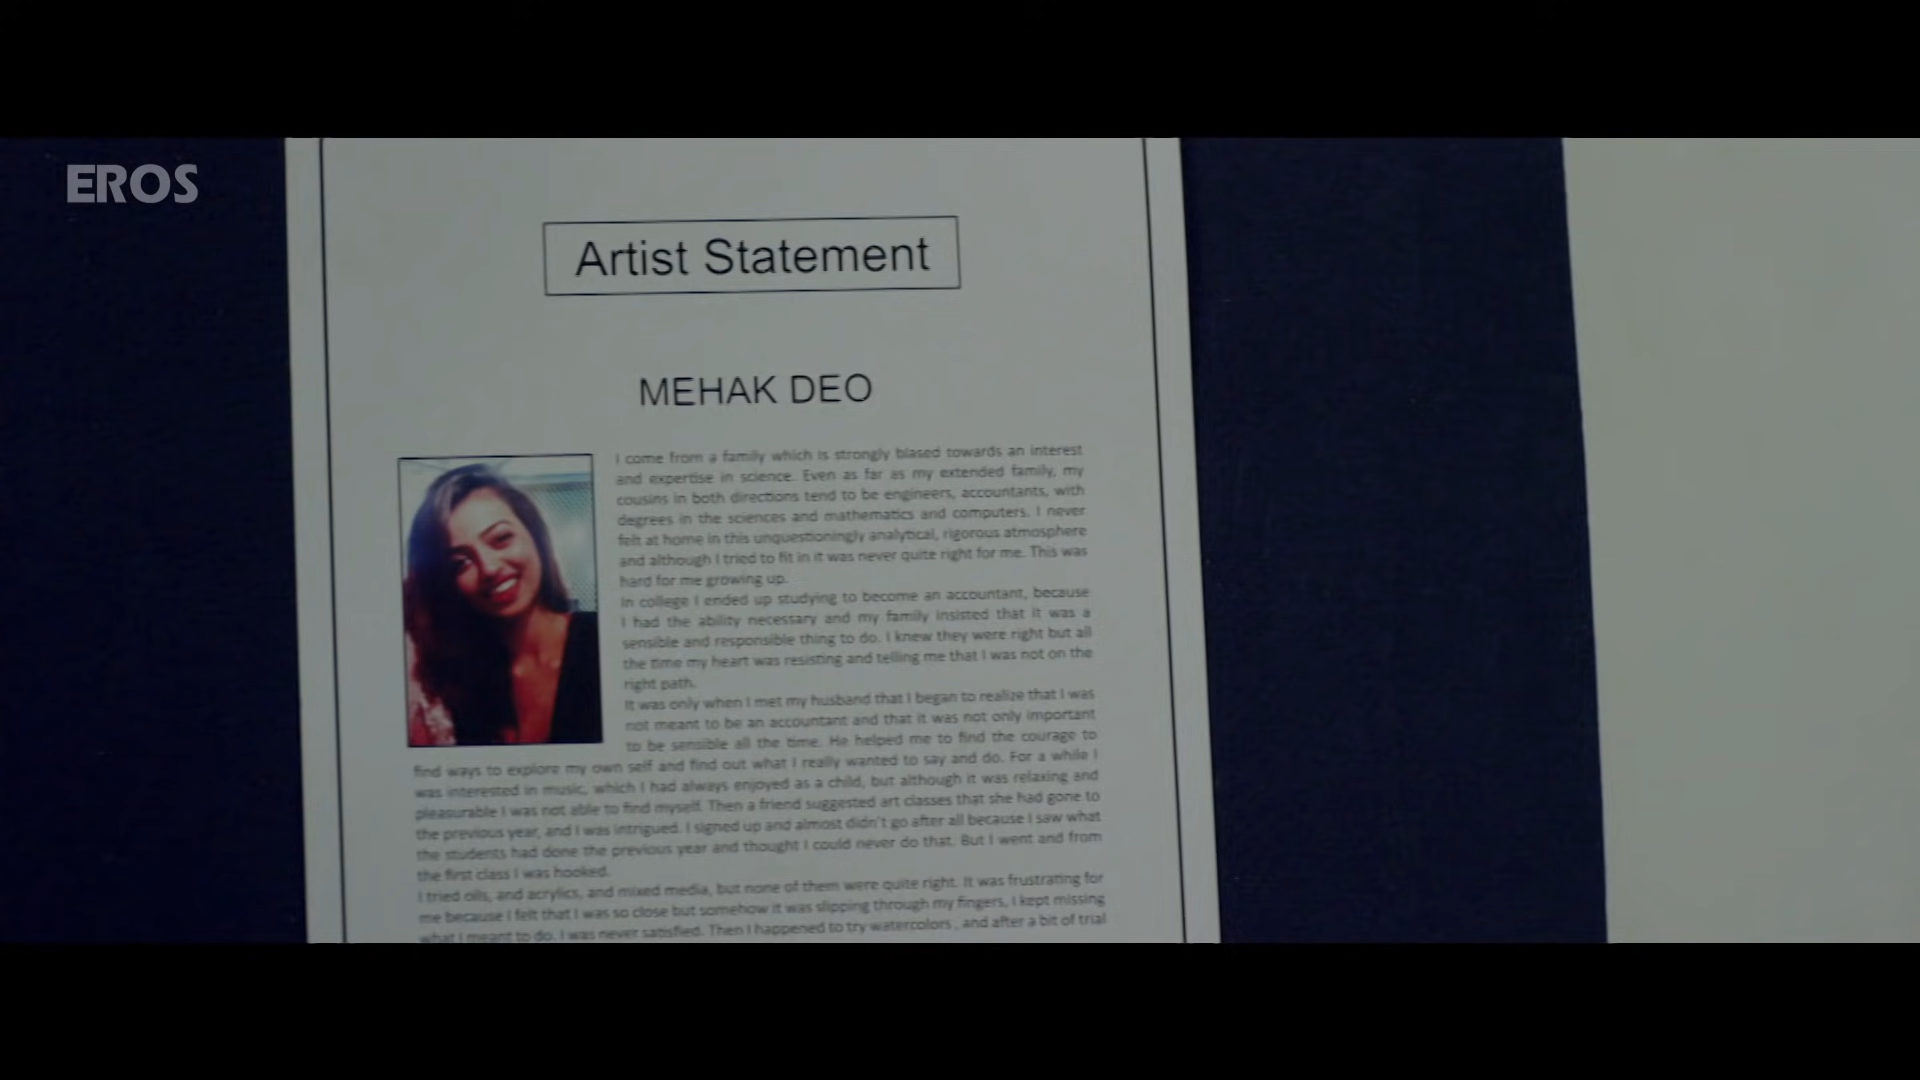 EROS
Artist Statement
MEHAK DEO
I come from a family which is strongly biased towards an interest
and expertise in science. Even as far as my extended family, my
cousins in both directions tend to be engineers, accountants, with
degrees in the sciences and mathematics and computers. I never
felt at home in this unquestioningly analytical, rigorous atmosphere
and although I tried to fit in it was never quite right for me. This was
hard for me growing up.
In college I ended up studying to become an accountant, because
I had the ability necessary and my family insisted that it was a
sensible and responsible thing to do. I knew they were right but all
the time my heart was resisting and telling me that I was not on the
right path.
It was only when I met my husband that I began to realize that I was
not meant to be an accountant and that it was not only important
to be sensible all the time. He helped me to find the courage to
find ways to explore my own self and find out what I really wanted to say and do. For a while I
was interested in music, which I had always enjoyed as a child, but although it was relaxing and
pleasurable I was not able to find myself. Then a friend suggested art classes that she had gone to
the previous year, and I was intrigued. I signed up and almost didn't go after all because I saw what
the students had done the previous year and thought I could never do that. But I went and from
the first class I was hooked.
I tried oils, and acrylics, and mixed media, but none of them were quite right. It was frustrating for
me because I felt that I was so close but somehow it was slipping through my fingers, I kept missing
what I meant to do. I was never satisfied. Then I happened to try watercolors , and after a bit of trial